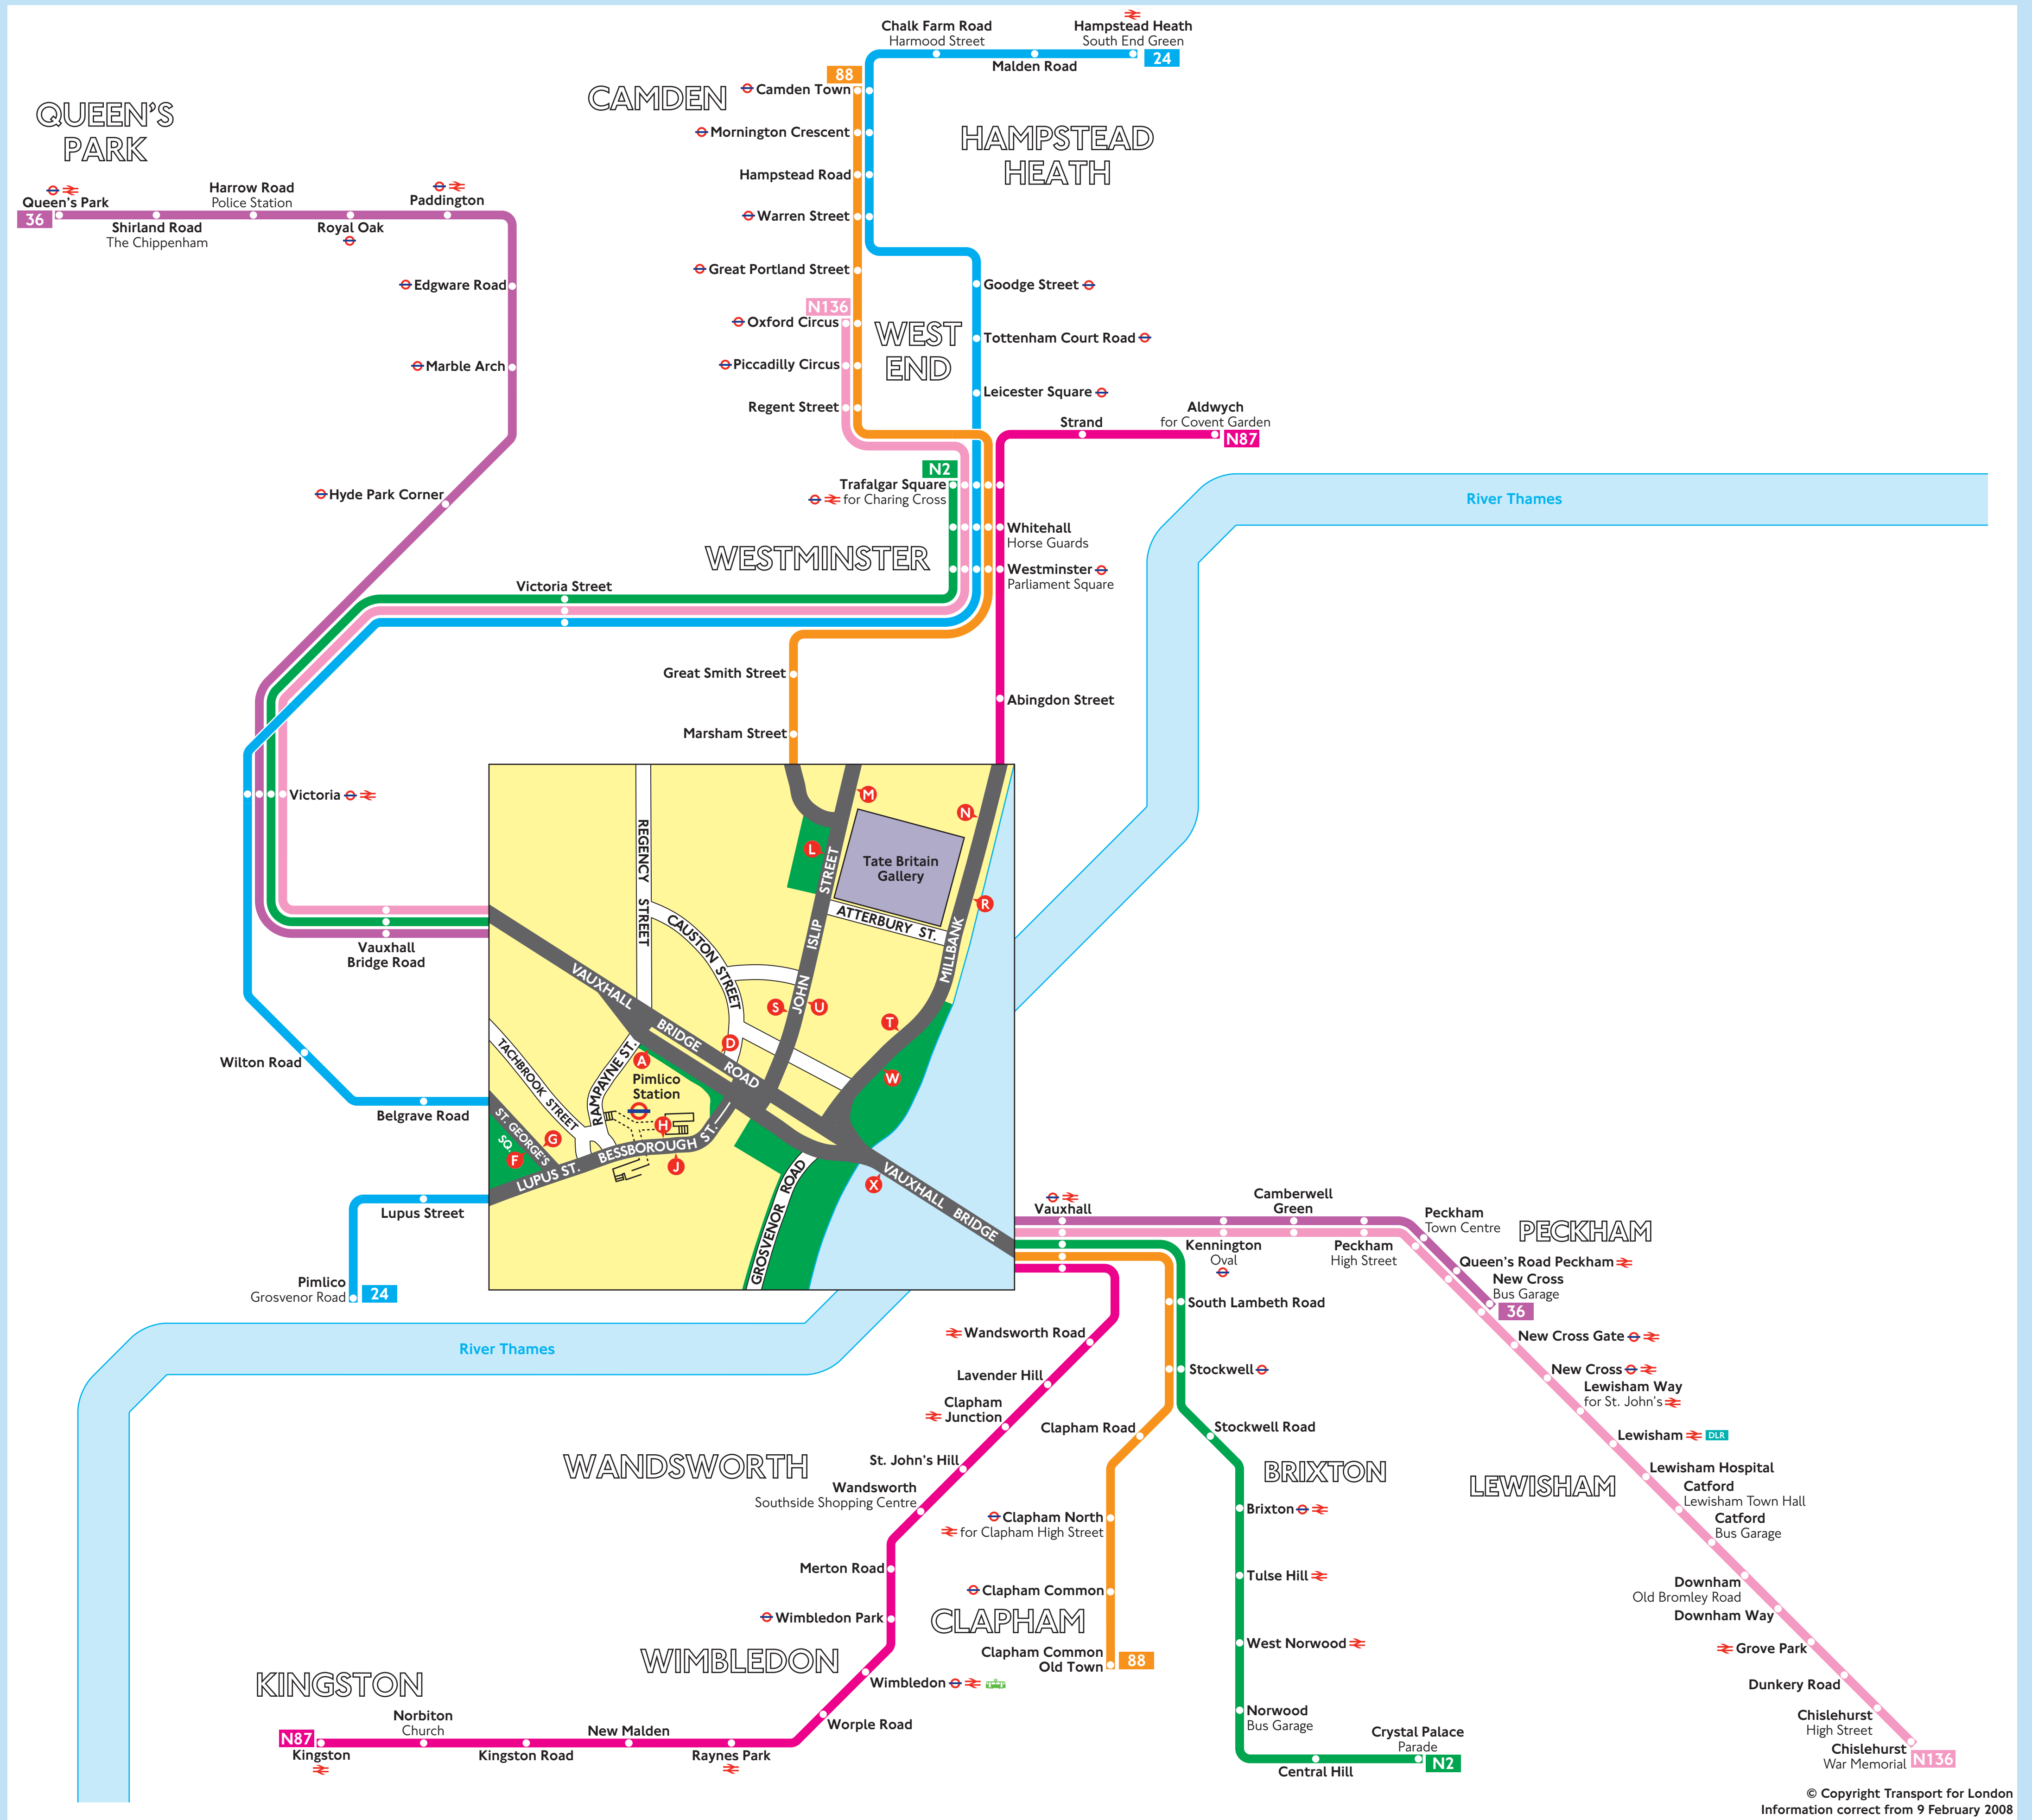 Chalk Farm Road
Harmood Street
Hampstead Heath
South End Green
24
Malden Road
88
CAMDEN
Camden Town
QUEEN'S
PARK
HAMPSTEAD
HEATH
Mornington Crescent
Hampstead Road
Warren Street
Queen's Park
36
Shirland Road
The Chippenham
Harrow Road
Police Station
Royal Oak
Paddington
Edgware Road
Marble Arch
Hyde Park Corner
Great Portland Street
Goodge Street
N136
Oxford Circus
WEST
END
Tottenham Court Road
Piccadilly Circus
Leicester Square
Regent Street
Strand
Aldwych
for Covent Garden
N87
N2
Trafalgar Square
for Charing Cross
River Thames
Whitehall
Horse Guards
WESTMINSTER
Westminster
Parliament Square
Victoria Street
Great Smith Street
Abingdon Street
Marsham Street
Victoria
Vauxhall
Bridge Road
Wilton Road
Belgrave Road
Lupus Street
Pimlico
Grosvenor Road
24
M
N
L
REGENCY STREET
Tate Britain
Gallery
R
ATTERBURY ST.
CAUSTON STREET
JOHN ISLIP STREET
MILLBANK
VAUXHALL BRIDGE ROAD
S
U
T
D
A
W
Pimlico
Station
TACHBROOK STREET
RAMPAYNE ST.
H
G
F
J
X
ST. GEORGE'S
SQ.
LUPUS ST.
BESSBOROUGH ST.
GROSVENOR ROAD
VAUXHALL BRIDGE
Vauxhall
Camberwell
Green
Kennington
Oval
Peckham
High Street
Peckham
Town Centre
PECKHAM
Queen's Road Peckham
New Cross
Bus Garage
36
New Cross Gate
New Cross
Lewisham Way
for St. John's
Lewisham
DLR
Lewisham Hospital
Catford
Lewisham Town Hall
Catford
Bus Garage
LEWISHAM
Downham
Old Bromley Road
Downham Way
Grove Park
Dunkery Road
Chislehurst
High Street
Chislehurst
War Memorial
N136
South Lambeth Road
Stockwell
Stockwell Road
BRIXTON
Brixton
Tulse Hill
West Norwood
Norwood
Bus Garage
Central Hill
Crystal Palace
Parade
N2
Clapham Road
Clapham North
for Clapham High Street
Clapham Common
CLAPHAM
Clapham Common
Old Town
88
River Thames
Wandsworth Road
Lavender Hill
Clapham
Junction
St. John's Hill
WANDSWORTH
Wandsworth
Southside Shopping Centre
Merton Road
Wimbledon Park
WIMBLEDON
Wimbledon
Worple Road
Raynes Park
New Malden
Kingston Road
Norbiton
Church
KINGSTON
N87
Kingston
© Copyright Transport for London
Information correct from 9 February 2008